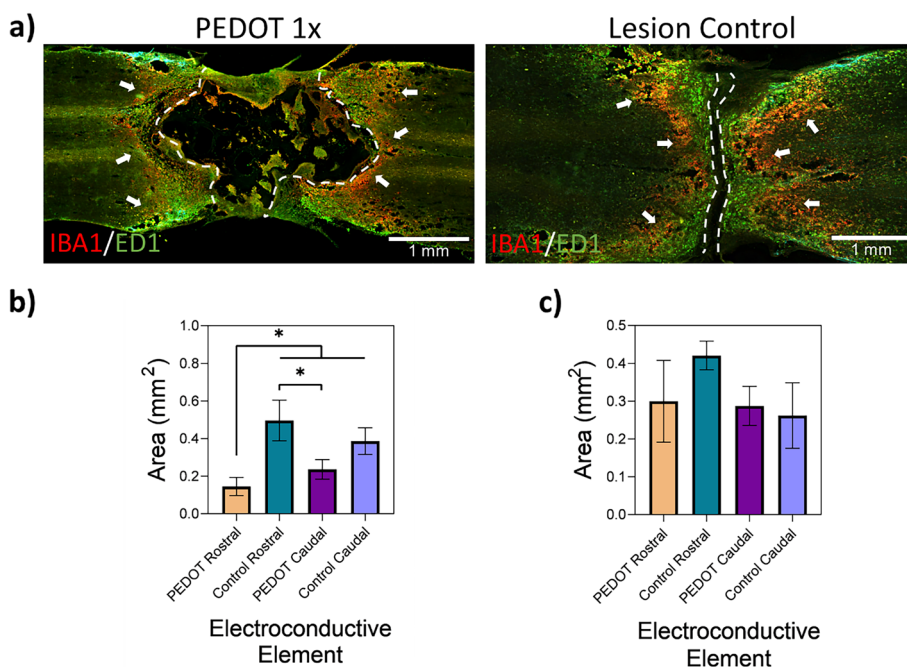 a)
PEDOT 1x
Lesion Control
IBA1/ED1
1 mm
IBA1/ED1
1 mm
b)
Area (mm2)
1.0
0.8
0.6
0.4
0.2
0.0
*
*
PEDOT Rostral
Control Rostral
PEDOT Caudal
Control Caudal
Electroconductive
Element
c)
Area (mm2)
0.5
0.4
0.3
0.2
0.1
0.0
PEDOT Rostral
Control Rostral
PEDOT Caudal
Control Caudal
Electroconductive
Element